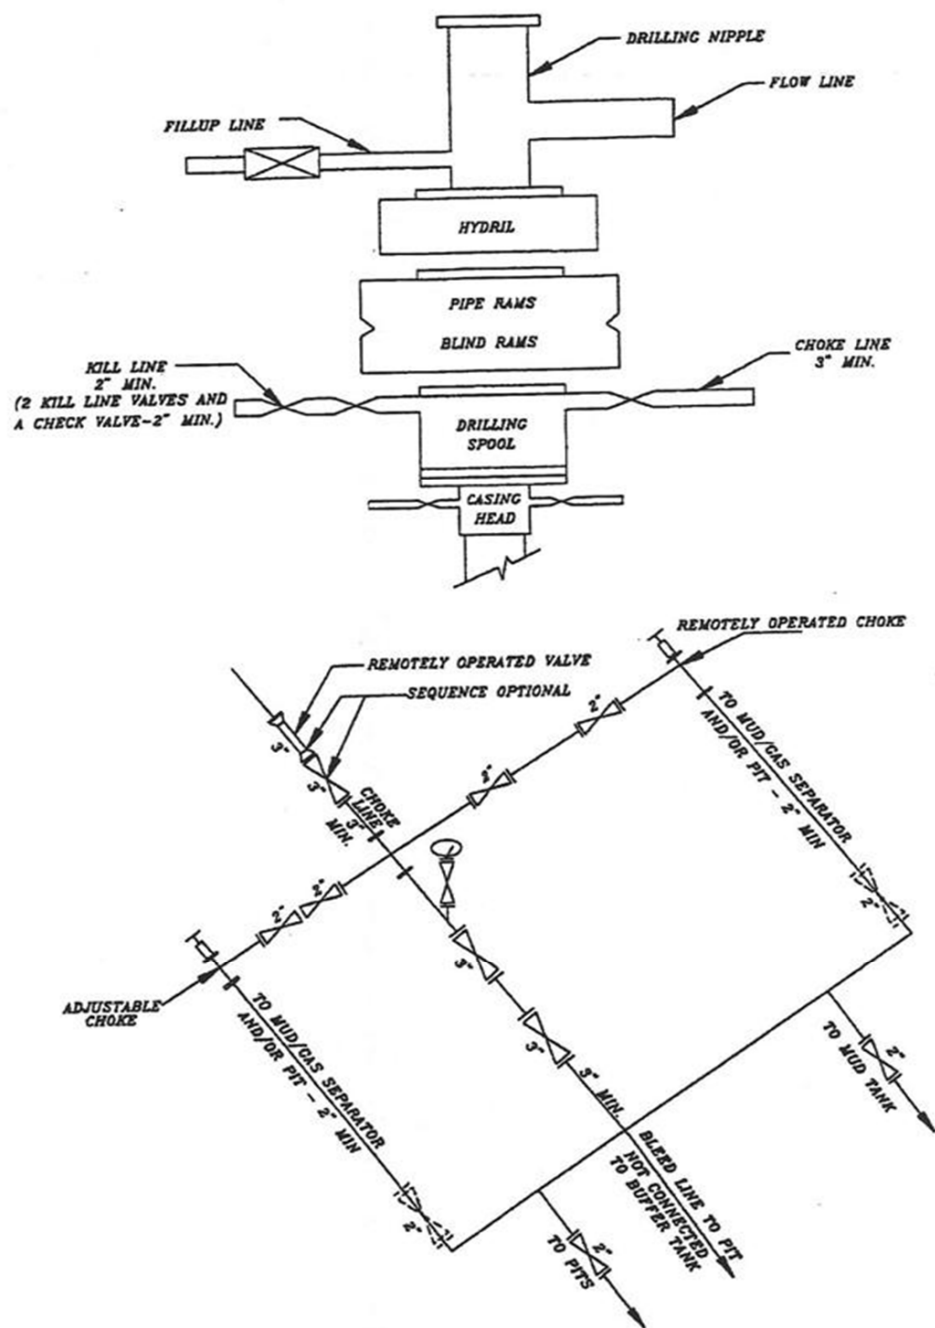 DRILLING NIPPLE
FLOW LINE
FILLUP LINE
HYDRIL
PIPE RAMS
BLIND RAMS
KILL LINE
2" MIN.
(2 KILL LINE VALVES AND
A CHECK VALVE-2" MIN.)
CHOKE LINE
3" MIN.
DRILLING
SPOOL
CASING
HEAD
REMOTELY OPERATED CHOKE
REMOTELY OPERATED VALVE
SEQUENCE OPTIONAL
3"
3"
CHOKE
LINE
3"
MIN.
2"
2"
TO MUD/GAS SEPARATOR
AND/OR PIT - 2" MIN
2"
2"
2"
3"
3"
3" MIN.
ADJUSTABLE
CHOKE
TO MUD/GAS SEPARATOR
AND/OR PIT - 2" MIN
2"
2"
TO MUD TANK
BLEED LINE TO PIT
NOT CONNECTED
TO BUFFER TANK
2"
TO PITS